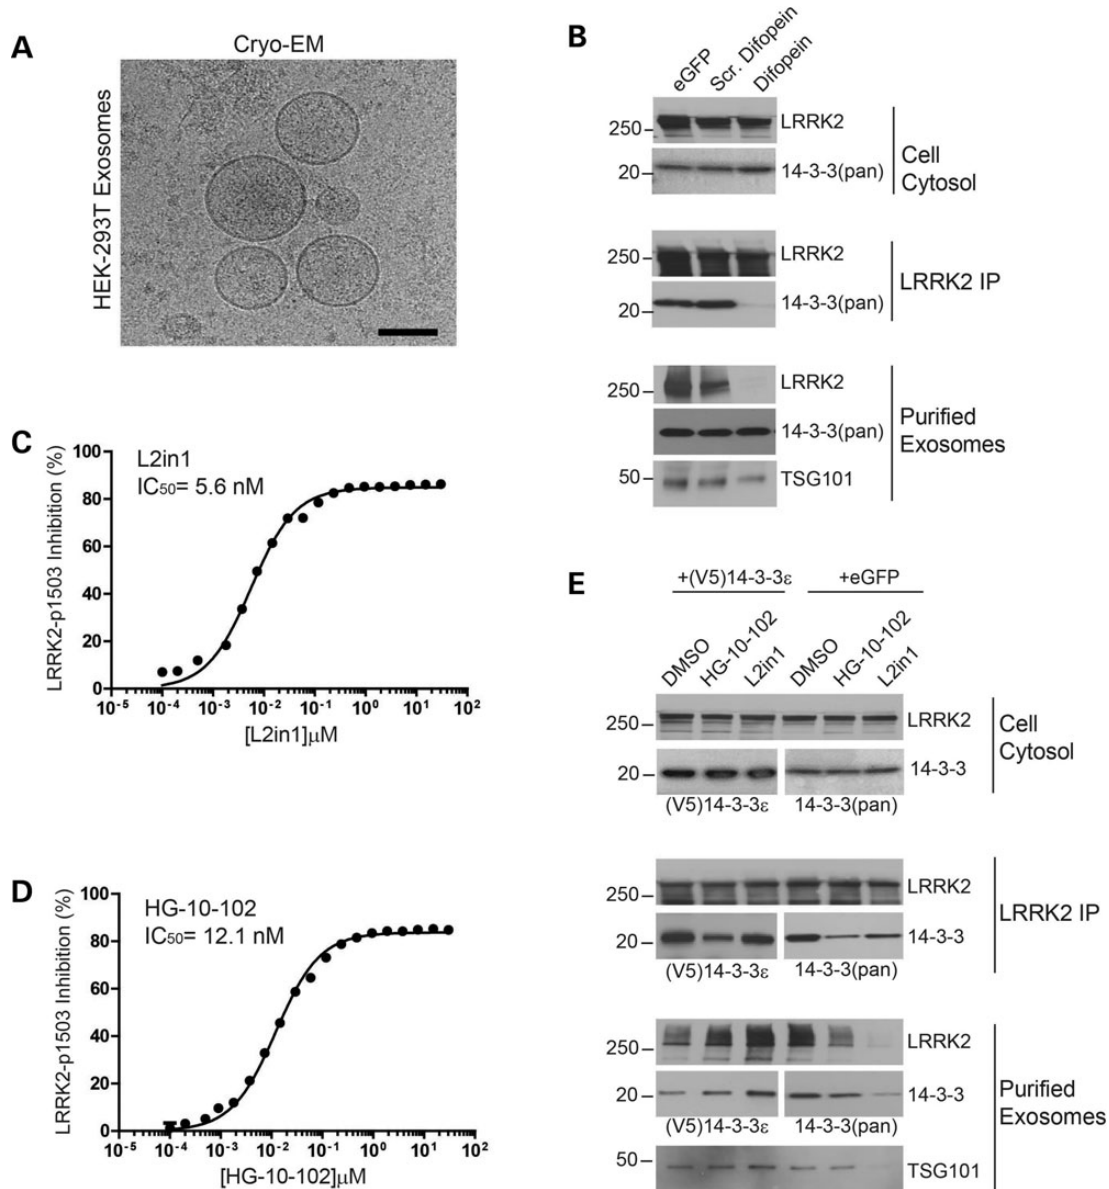 A
Cryo-EM
HEK-293T Exosomes
B
eGFP
Scr. Difopein
Difopein
250
LRRK2
20
14-3-3(pan)
Cell
Cytosol
250
LRRK2
20
14-3-3(pan)
LRRK2 IP
250
LRRK2
14-3-3(pan)
50
TSG101
Purified
Exosomes
C
LRRK2-p1503 Inhibition (%)
100
80
60
40
20
0
L2in1
IC₅₀= 5.6 nM
10⁻⁵ 10⁻⁴ 10⁻³ 10⁻² 10⁻¹ 10⁰ 10¹ 10²
[L2in1]µM
D
LRRK2-p1503 Inhibition (%)
100
80
60
40
20
0
HG-10-102
IC₅₀= 12.1 nM
10⁻⁵ 10⁻⁴ 10⁻³ 10⁻² 10⁻¹ 10⁰ 10¹ 10²
[HG-10-102]µM
E
+(V5)14-3-3ε +eGFP
DMSO HG-10-102 L2in1 DMSO HG-10-102 L2in1
250
LRRK2
20
14-3-3
(V5)14-3-3ε 14-3-3(pan)
Cell
Cytosol
250
LRRK2
20
14-3-3
(V5)14-3-3ε 14-3-3(pan)
LRRK2 IP
250
LRRK2
20
14-3-3
(V5)14-3-3ε 14-3-3(pan)
50
TSG101
Purified
Exosomes